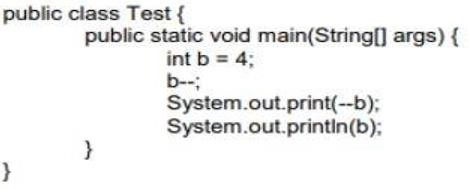 public class Test {
public static void main(String[] args) {
int b = 4;
b--;
System.out.print(--b);
System.out.println(b);
}
}